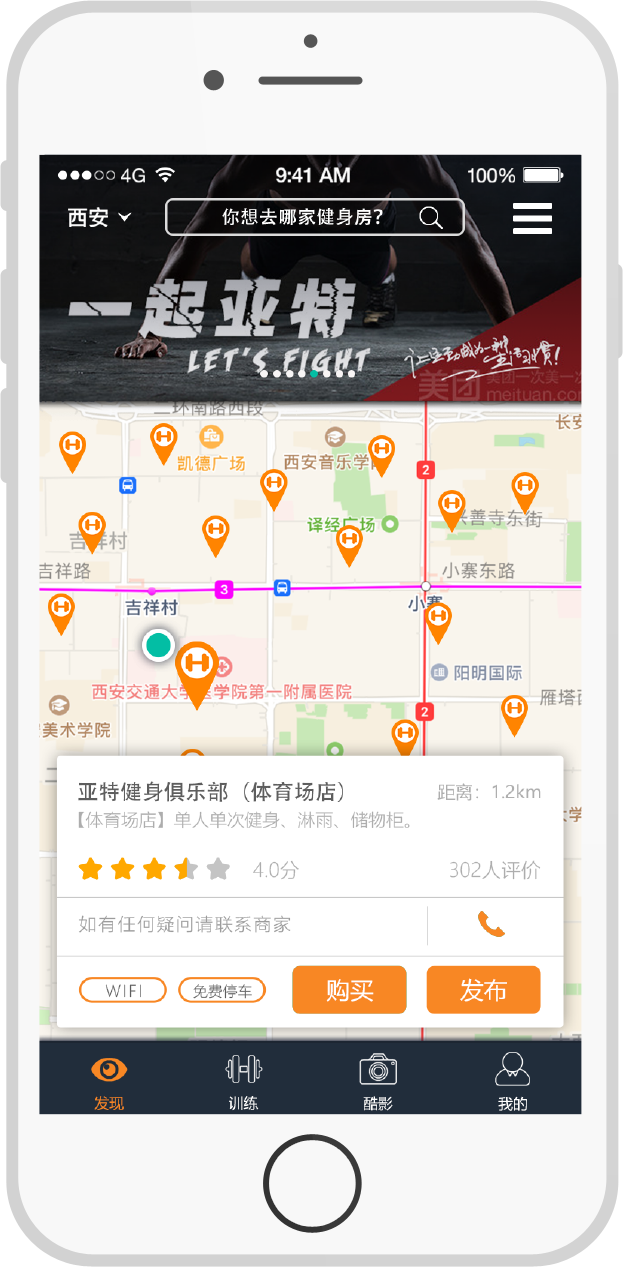 4G 9:41 AM 100%
西安 你想去哪家健身房?
一起亚特
LET'S FIGHT
让运动成为一种生活习惯!
美团 美团一次美一次
meituan.com
二环南路西段
长安
凯德广场
西安音乐学院
2
译经广场
兴善寺东街
吉祥村
吉祥路
小寨东路
3
吉祥村
小寨
阳明国际
西安交通大学医学院第一附属医院
雁塔西
美术学院
2
亚特健身俱乐部（体育场店） 距离：1.2km
【体育场店】单人单次健身、淋雨、储物柜。
4.0分 302人评价
如有任何疑问请联系商家
WIFI 免费停车 购买 发布
发现 训练 酷影 我的